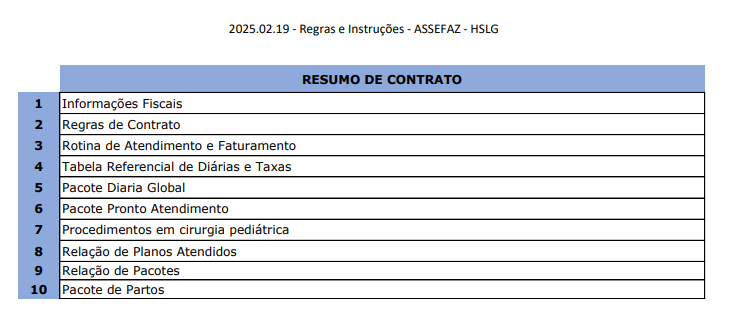 2025.02.19 - Regras e Instruções - ASSEFAZ - HSLG
RESUMO DE CONTRATO
1 Informações Fiscais
2 Regras de Contrato
3 Rotina de Atendimento e Faturamento
4 Tabela Referencial de Diárias e Taxas
5 Pacote Diaria Global
6 Pacote Pronto Atendimento
7 Procedimentos em cirurgia pediátrica
8 Relação de Planos Atendidos
9 Relação de Pacotes
10 Pacote de Partos